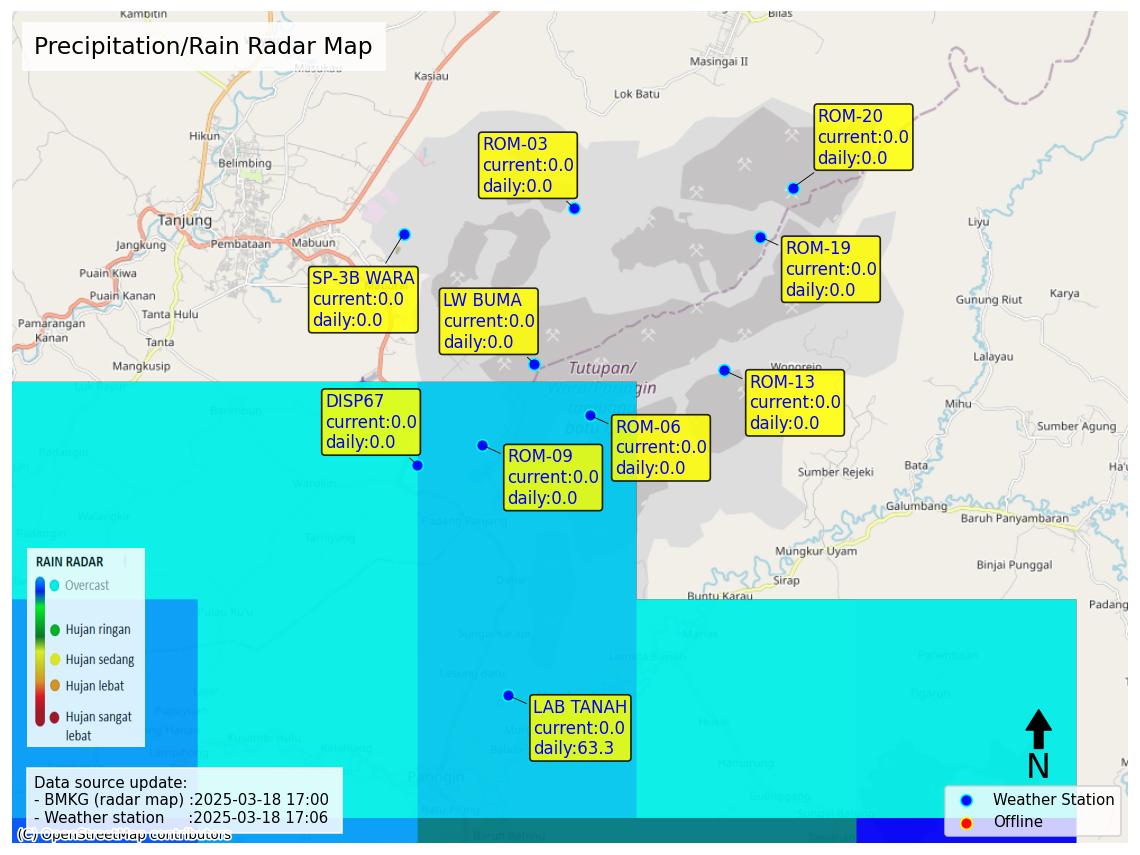 Kambitin
Bilas
Precipitation/Rain Radar Map
Masukau
Kasiau
Masingai II
Lok Batu
ROM-20
current:0.0
daily:0.0
ROM-03
current:0.0
daily:0.0
Hikun
Belimbing
Tanjung
Jangkung
Pembataan
Mabuun
Liyu
ROM-19
current:0.0
daily:0.0
SP-3B WARA
current:0.0
daily:0.0
Puain Kiwa
Puain Kanan
Tanta Hulu
LW BUMA
current:0.0
daily:0.0
Gunung Riut
Karya
Pamarangan
Kanan
Tanta
Mangkusip
Lalayau
Tutupan/
Wonorejo
ROM-13
current:0.0
daily:0.0
DISP67
current:0.0
daily:0.0
Mihu
ROM-06
current:0.0
daily:0.0
Sumber Agung
ROM-09
current:0.0
daily:0.0
Sumber Rejeki
Bata
Ha'u
Galumbang
Baruh Panyambaran
Padang Panjang
Mungkur Uyam
Binjai Punggal
Sirap
Buntu Karau
Padang
RAIN RADAR
Overcast
Hujan ringan
Hujan sedang
Hujan lebat
Hujan sangat
lebat
LAB TANAH
current:0.0
daily:63.3
Paringin
N
Data source update:
- BMKG (radar map) :2025-03-18 17:00
- Weather station :2025-03-18 17:06
(C) OpenStreetMap contributors
Weather Station
Offline